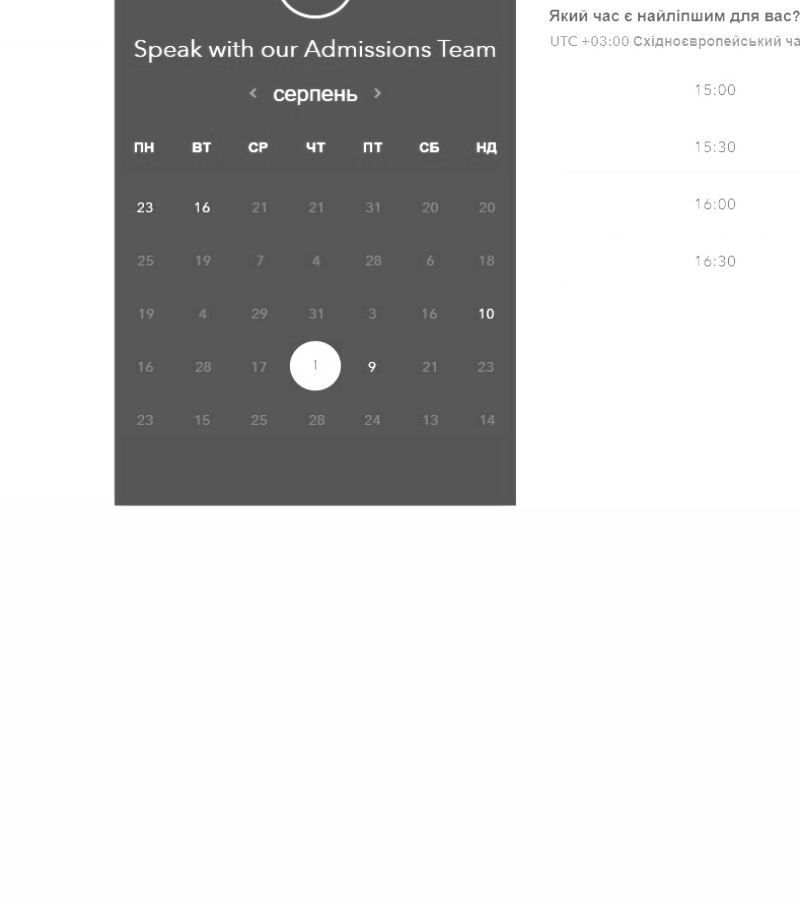 Speak with our Admissions Team
< серпень >
ПН ВТ СР ЧТ ПТ СБ НД
23 16 21 21 31 20 20
25 19 7 4 28 6 18
19 4 29 31 3 16 10
16 28 17 1 9 21 23
23 15 25 28 24 13 14
Який час є найліпшим для вас?
UTC +03:00 Східноєвропейський ча
15:00
15:30
16:00
16:30